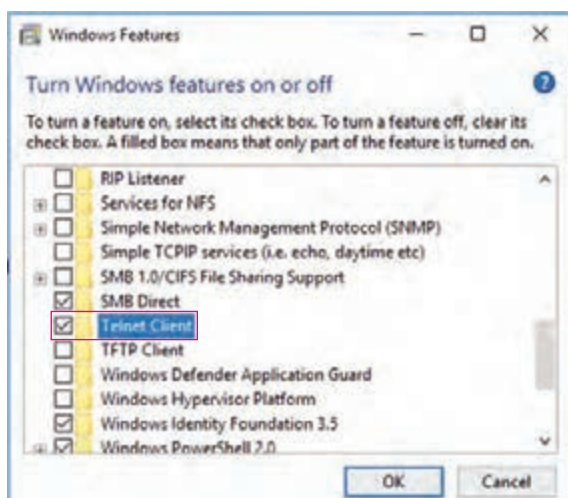 Windows Features
Turn Windows features on or off
To turn a feature on, select its check box. To turn a feature off, clear its
check box. A filled box means that only part of the feature is turned on.
RIP Listener
Services for NFS
Simple Network Management Protocol (SNMP)
Simple TCPIP services (i.e. echo, daytime etc)
SMB 1.0/CIFS File Sharing Support
SMB Direct
Telnet Client
TFTP Client
Windows Defender Application Guard
Windows Hypervisor Platform
Windows Identity Foundation 3.5
Windows PowerShell 2.0
OK Cancel